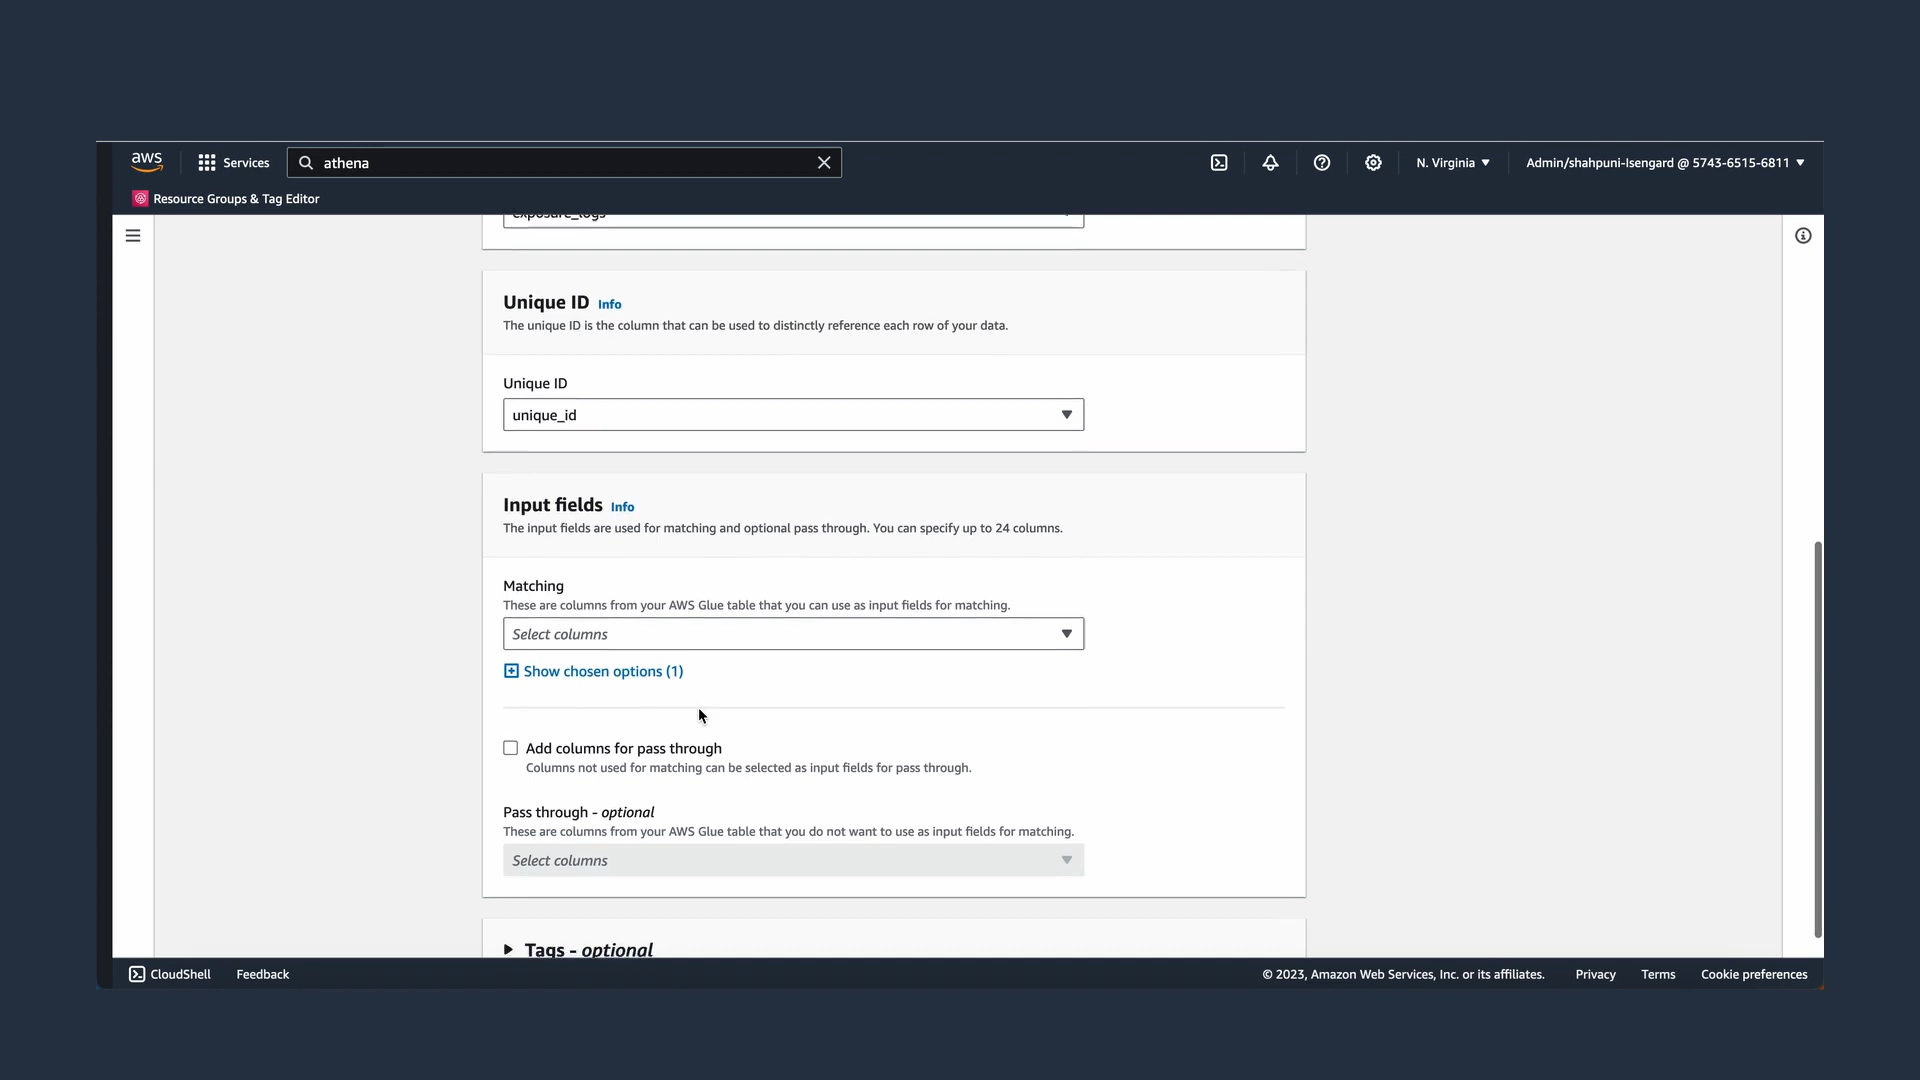 aws
Services
athena
N. Virginia
Admin/shahpuni-Isengard @ 5743-6515-6811
Resource Groups & Tag Editor
exposure_logs
Unique ID Info
The unique ID is the column that can be used to distinctly reference each row of your data.
Unique ID
unique_id
Input fields Info
The input fields are used for matching and optional pass through. You can specify up to 24 columns.
Matching
These are columns from your AWS Glue table that you can use as input fields for matching.
Select columns
Show chosen options (1)
Add columns for pass through
Columns not used for matching can be selected as input fields for pass through.
Pass through - optional
These are columns from your AWS Glue table that you do not want to use as input fields for matching.
Select columns
Tags - optional
CloudShell
Feedback
© 2023, Amazon Web Services, Inc. or its affiliates.
Privacy
Terms
Cookie preferences